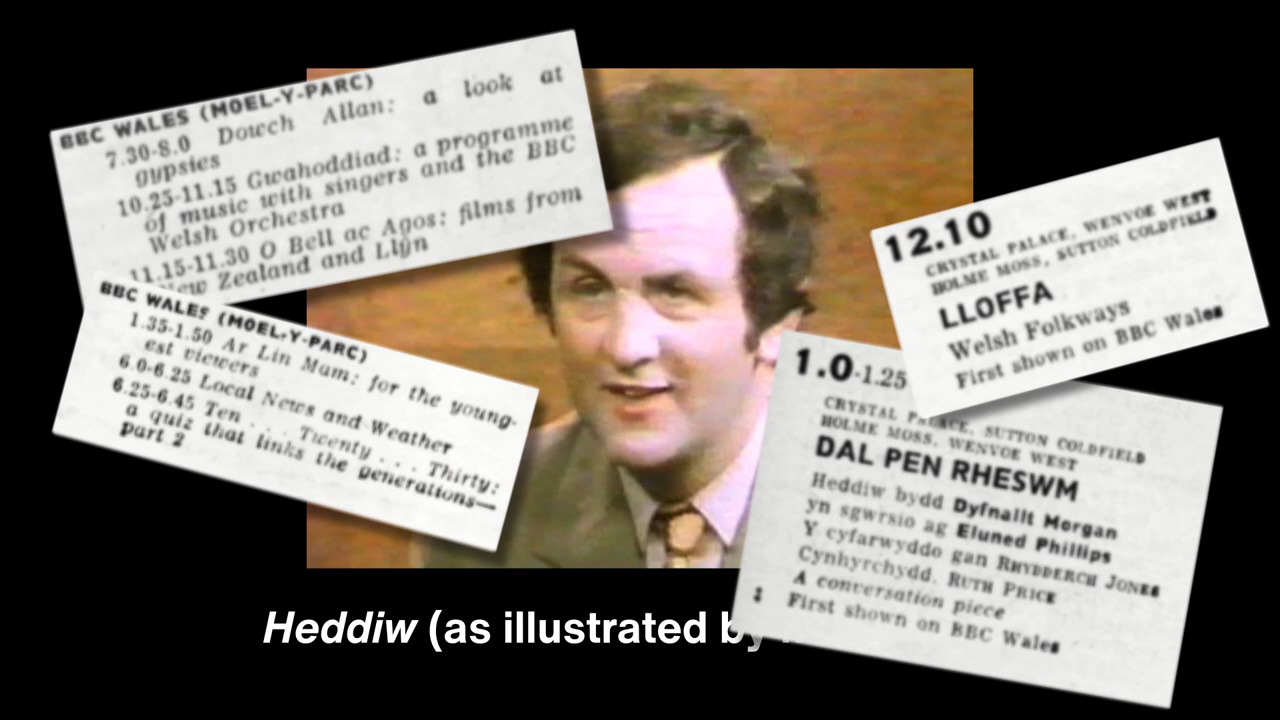 BBC WALES (MOEL-Y-PARC)
7.30-8.0 Dowch Allan: a look at
gypsies
10.25-11.15 Gwahoddiad: a programme
of music with singers and the BBC
Welsh Orchestra
11.15-11.30 O Bell ac Agos: films from
Zealand and Llŷn
BBC WALES (MOEL-Y-PARC)
1.35-1.50 Ar Lin Mam: for the young-
est viewers
6.0-6.25 Local News and Weather
6.25-6.45 Ten . . . Twenty . . . Thirty:
a quiz that links the generations—
part 2
12.10
CRYSTAL PALACE, WENVOE WEST
HOLME MOSS, SUTTON COLDFIELD
LLOFFA
Welsh Folkways
First shown on BBC Wales
1.0-1.25
CRYSTAL PALACE, SUTTON COLDFIELD
HOLME MOSS, WENVOE WEST
DAL PEN RHESWM
Heddiw bydd Dyfnallt Morgan
yn sgwrsio ag Eluned Phillips
Y cyfarwyddo gan RHYDDERCH JONES
Cynhyrchydd, RUTH PRICE
A conversation piece
First shown on BBC Wales
Heddiw (as illustrated by